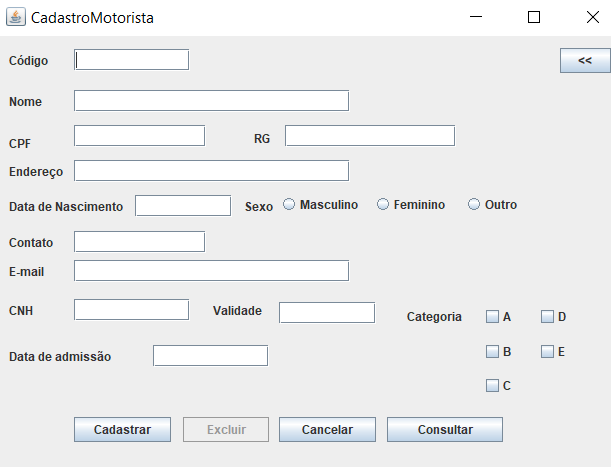 CadastroMotorista
Código <<
Nome
CPF RG
Endereço
Data de Nascimento Sexo Masculino Feminino Outro
Contato
E-mail
CNH Validade Categoria A D
Data de admissão B E
C
Cadastrar Excluir Cancelar Consultar